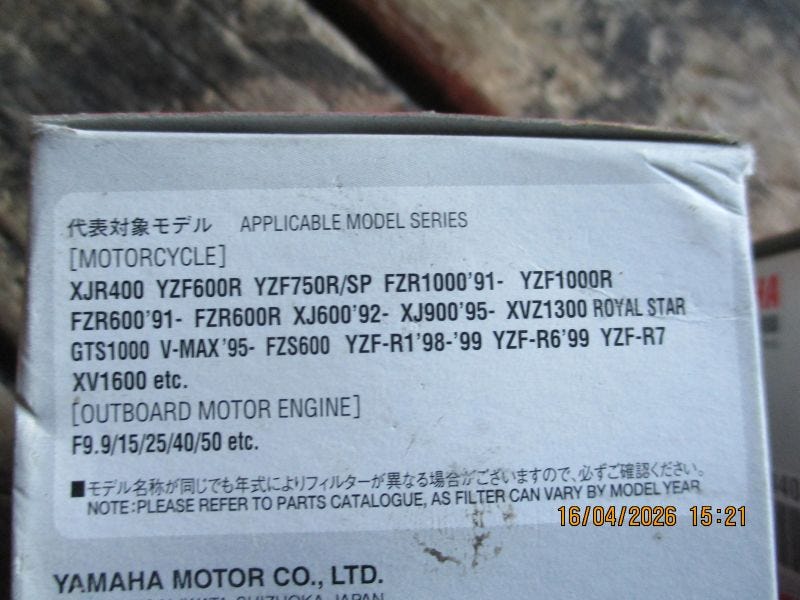 代表対象モデル APPLICABLE MODEL SERIES
[MOTORCYCLE]
XJR400 YZF600R YZF750R/SP FZR1000'91- YZF1000R
FZR600'91- FZR600R XJ600'92- XJ900'95- XVZ1300 ROYAL STAR
GTS1000 V-MAX'95- FZS600 YZF-R1'98-'99 YZF-R6'99 YZF-R7
XV1600 etc.
[OUTBOARD MOTOR ENGINE]
F9.9/15/25/40/50 etc.
■モデル名称が同じでも年式によりフィルターが異なる場合がございますので、必ずご確認ください。
NOTE:PLEASE REFER TO PARTS CATALOGUE, AS FILTER CAN VARY BY MODEL YEAR
16/04/2026 15:21
YAMAHA MOTOR CO., LTD.
SHIZUOKA JAPAN